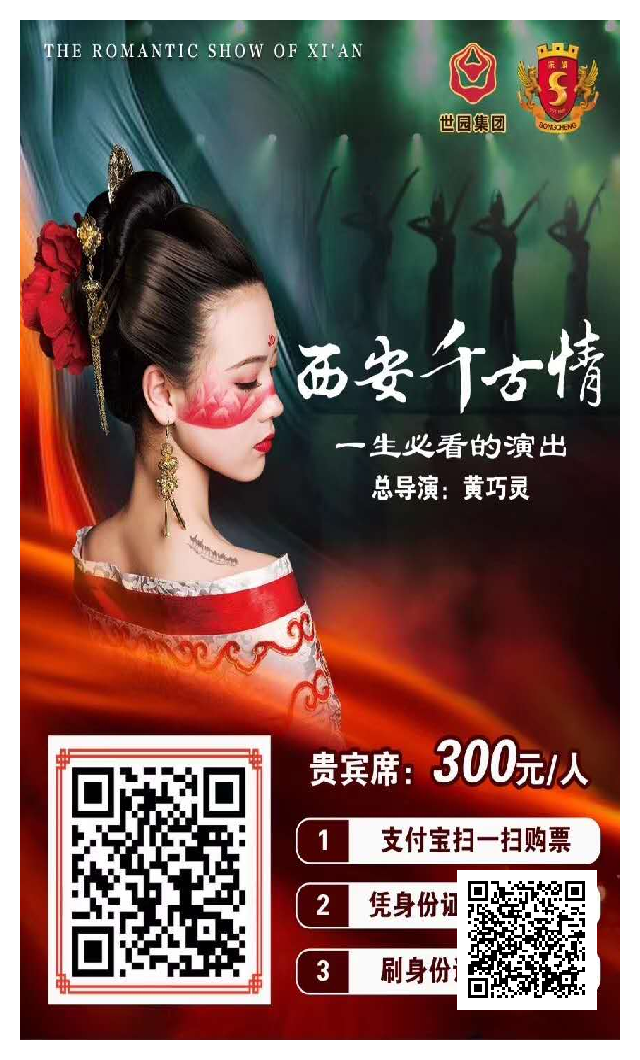 THE ROMANTIC SHOW OF XI'AN
世园集团
西安千古情
一生必看的演出
总导演：黄巧灵
贵宾席：300元/人
1 支付宝扫一扫购票
2 凭身份证
3 刷身份